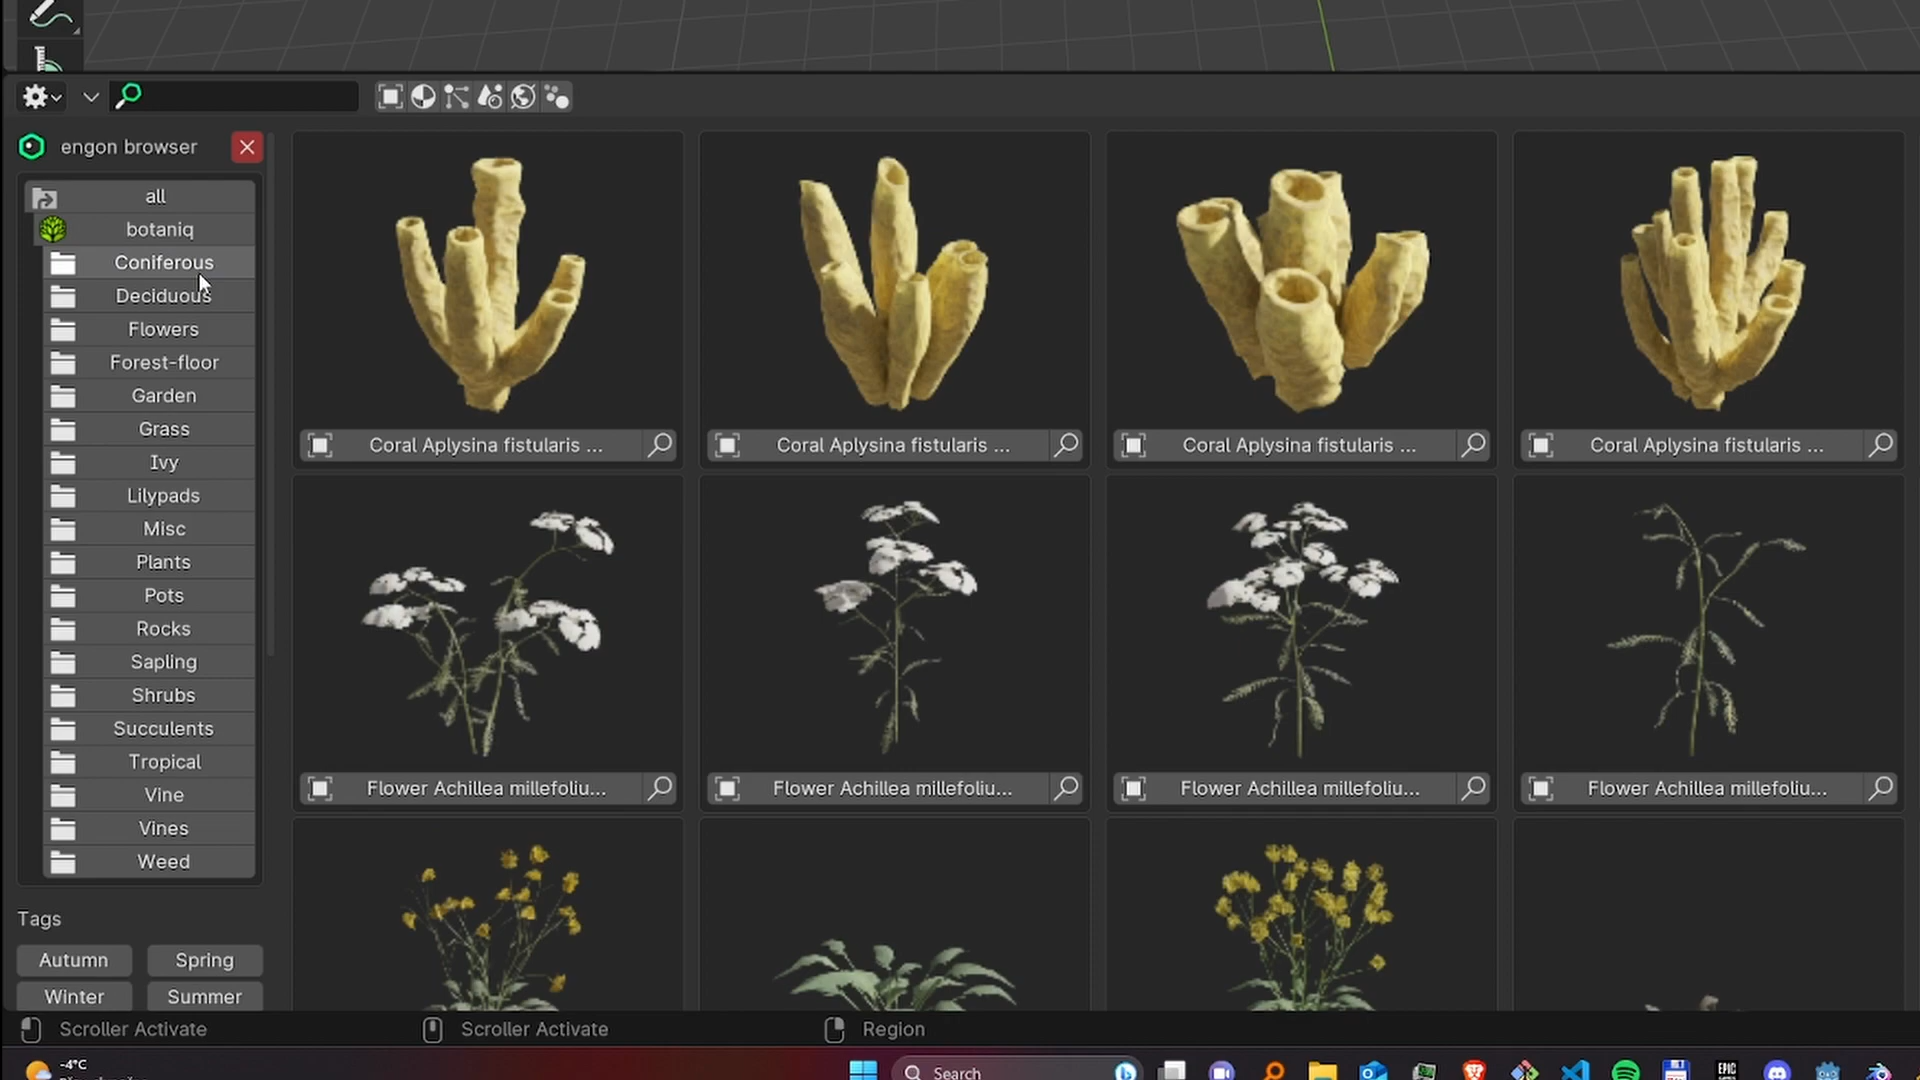 engon browser
all
botaniq
Coniferous
Deciduous
Flowers
Forest-floor
Garden
Grass
Ivy
Lilypads
Misc
Plants
Pots
Rocks
Sapling
Shrubs
Succulents
Tropical
Vine
Vines
Weed
Tags
Autumn Spring
Winter Summer
Coral Aplysina fistularis ... Coral Aplysina fistularis ... Coral Aplysina fistularis ... Coral Aplysina fistularis ...
Flower Achillea millefoliu... Flower Achillea millefoliu... Flower Achillea millefoliu... Flower Achillea millefoliu...
Scroller Activate Scroller Activate Region
-4°C
Search
EPIC